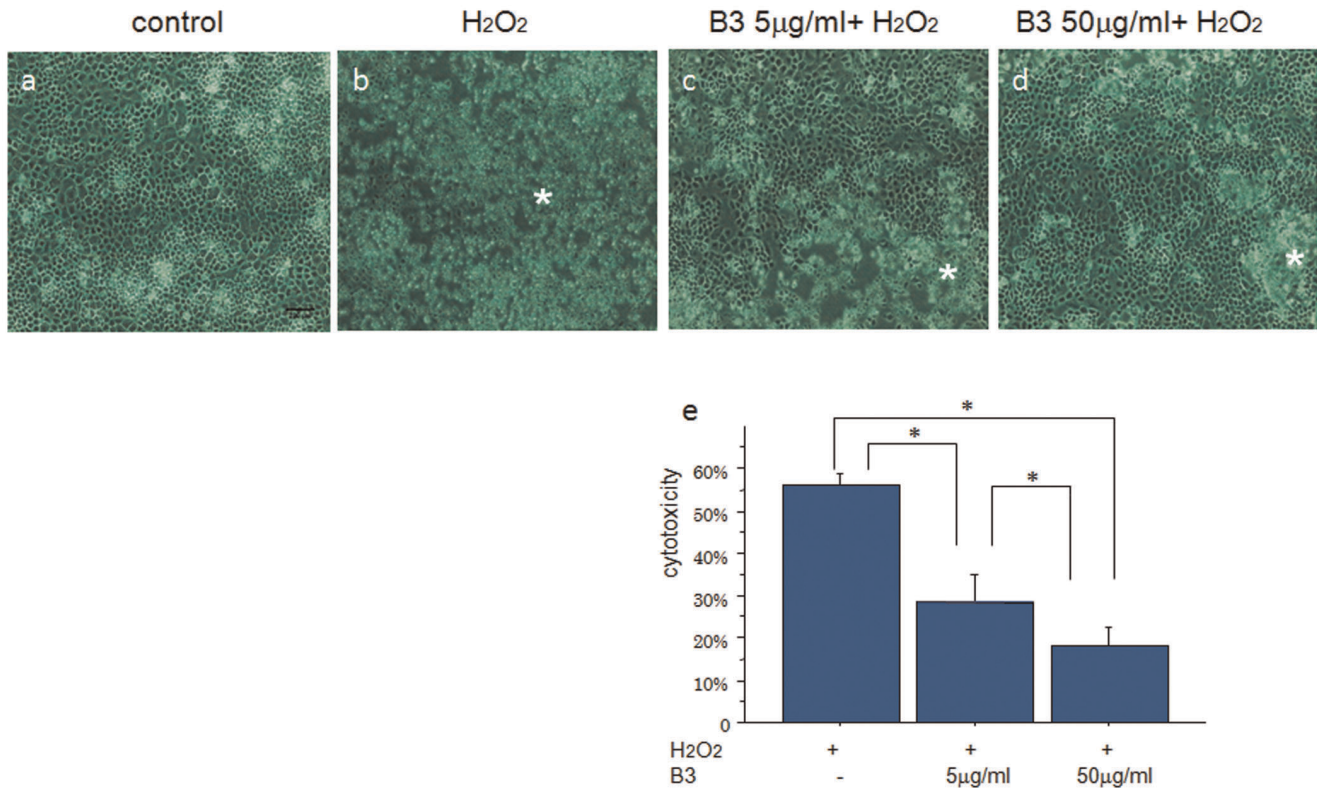 control H2O2 B3 5μg/ml+ H2O2 B3 50μg/ml+ H2O2
a b c d
* * *
e
*
*
*
cytotoxicity
60%
50%
40%
30%
20%
10%
0
H2O2 + + +
B3 - 5μg/ml 50μg/ml